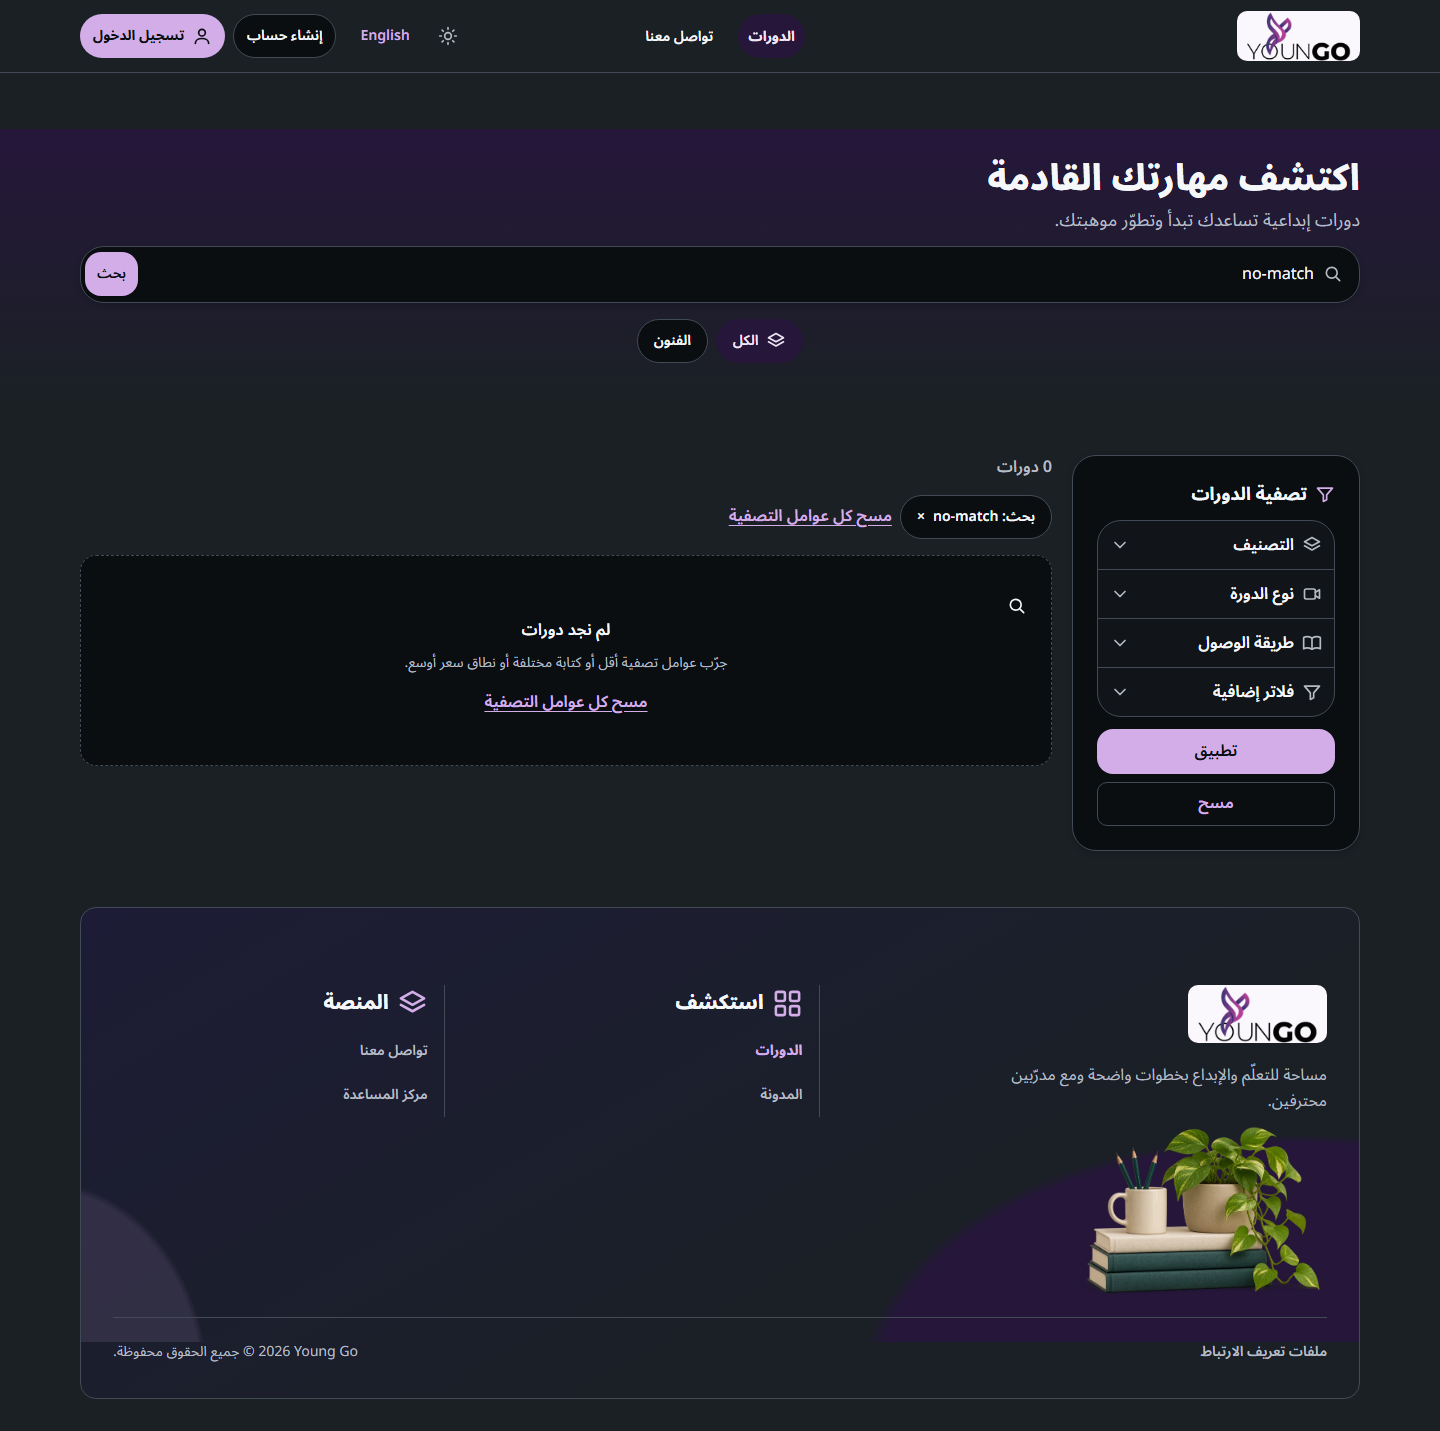 YOUNGO
الدورات
تواصل معنا
English
إنشاء حساب
تسجيل الدخول
اكتشف مهارتك القادمة
دورات إبداعية تساعدك تبدأ وتطوّر موهبتك.
no-match
بحث
الكل
الفنون
تصفية الدورات
التصنيف
نوع الدورة
طريقة الوصول
فلاتر إضافية
تطبيق
مسح
0 دورات
بحث: no-match ×
مسح كل عوامل التصفية
لم نجد دورات
جرّب عوامل تصفية أقل أو كتابة مختلفة أو نطاق سعر أوسع.
مسح كل عوامل التصفية
YOUNGO
مساحة للتعلّم والإبداع بخطوات واضحة ومع مدرّبين
محترفين.
استكشف
الدورات
المدونة
المنصة
تواصل معنا
مركز المساعدة
ملفات تعريف الارتباط
© 2026 Young Go جميع الحقوق محفوظة.